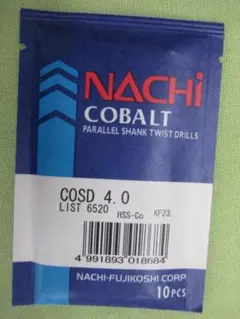 NACHi
COBALT
PARALLEL SHANK TWIST DRILLS
COSD 4.0
LIST 6520
HSS-Co KF23
4 991893 018684
NACHI-FUJIKOSHI CORP.
10PCS